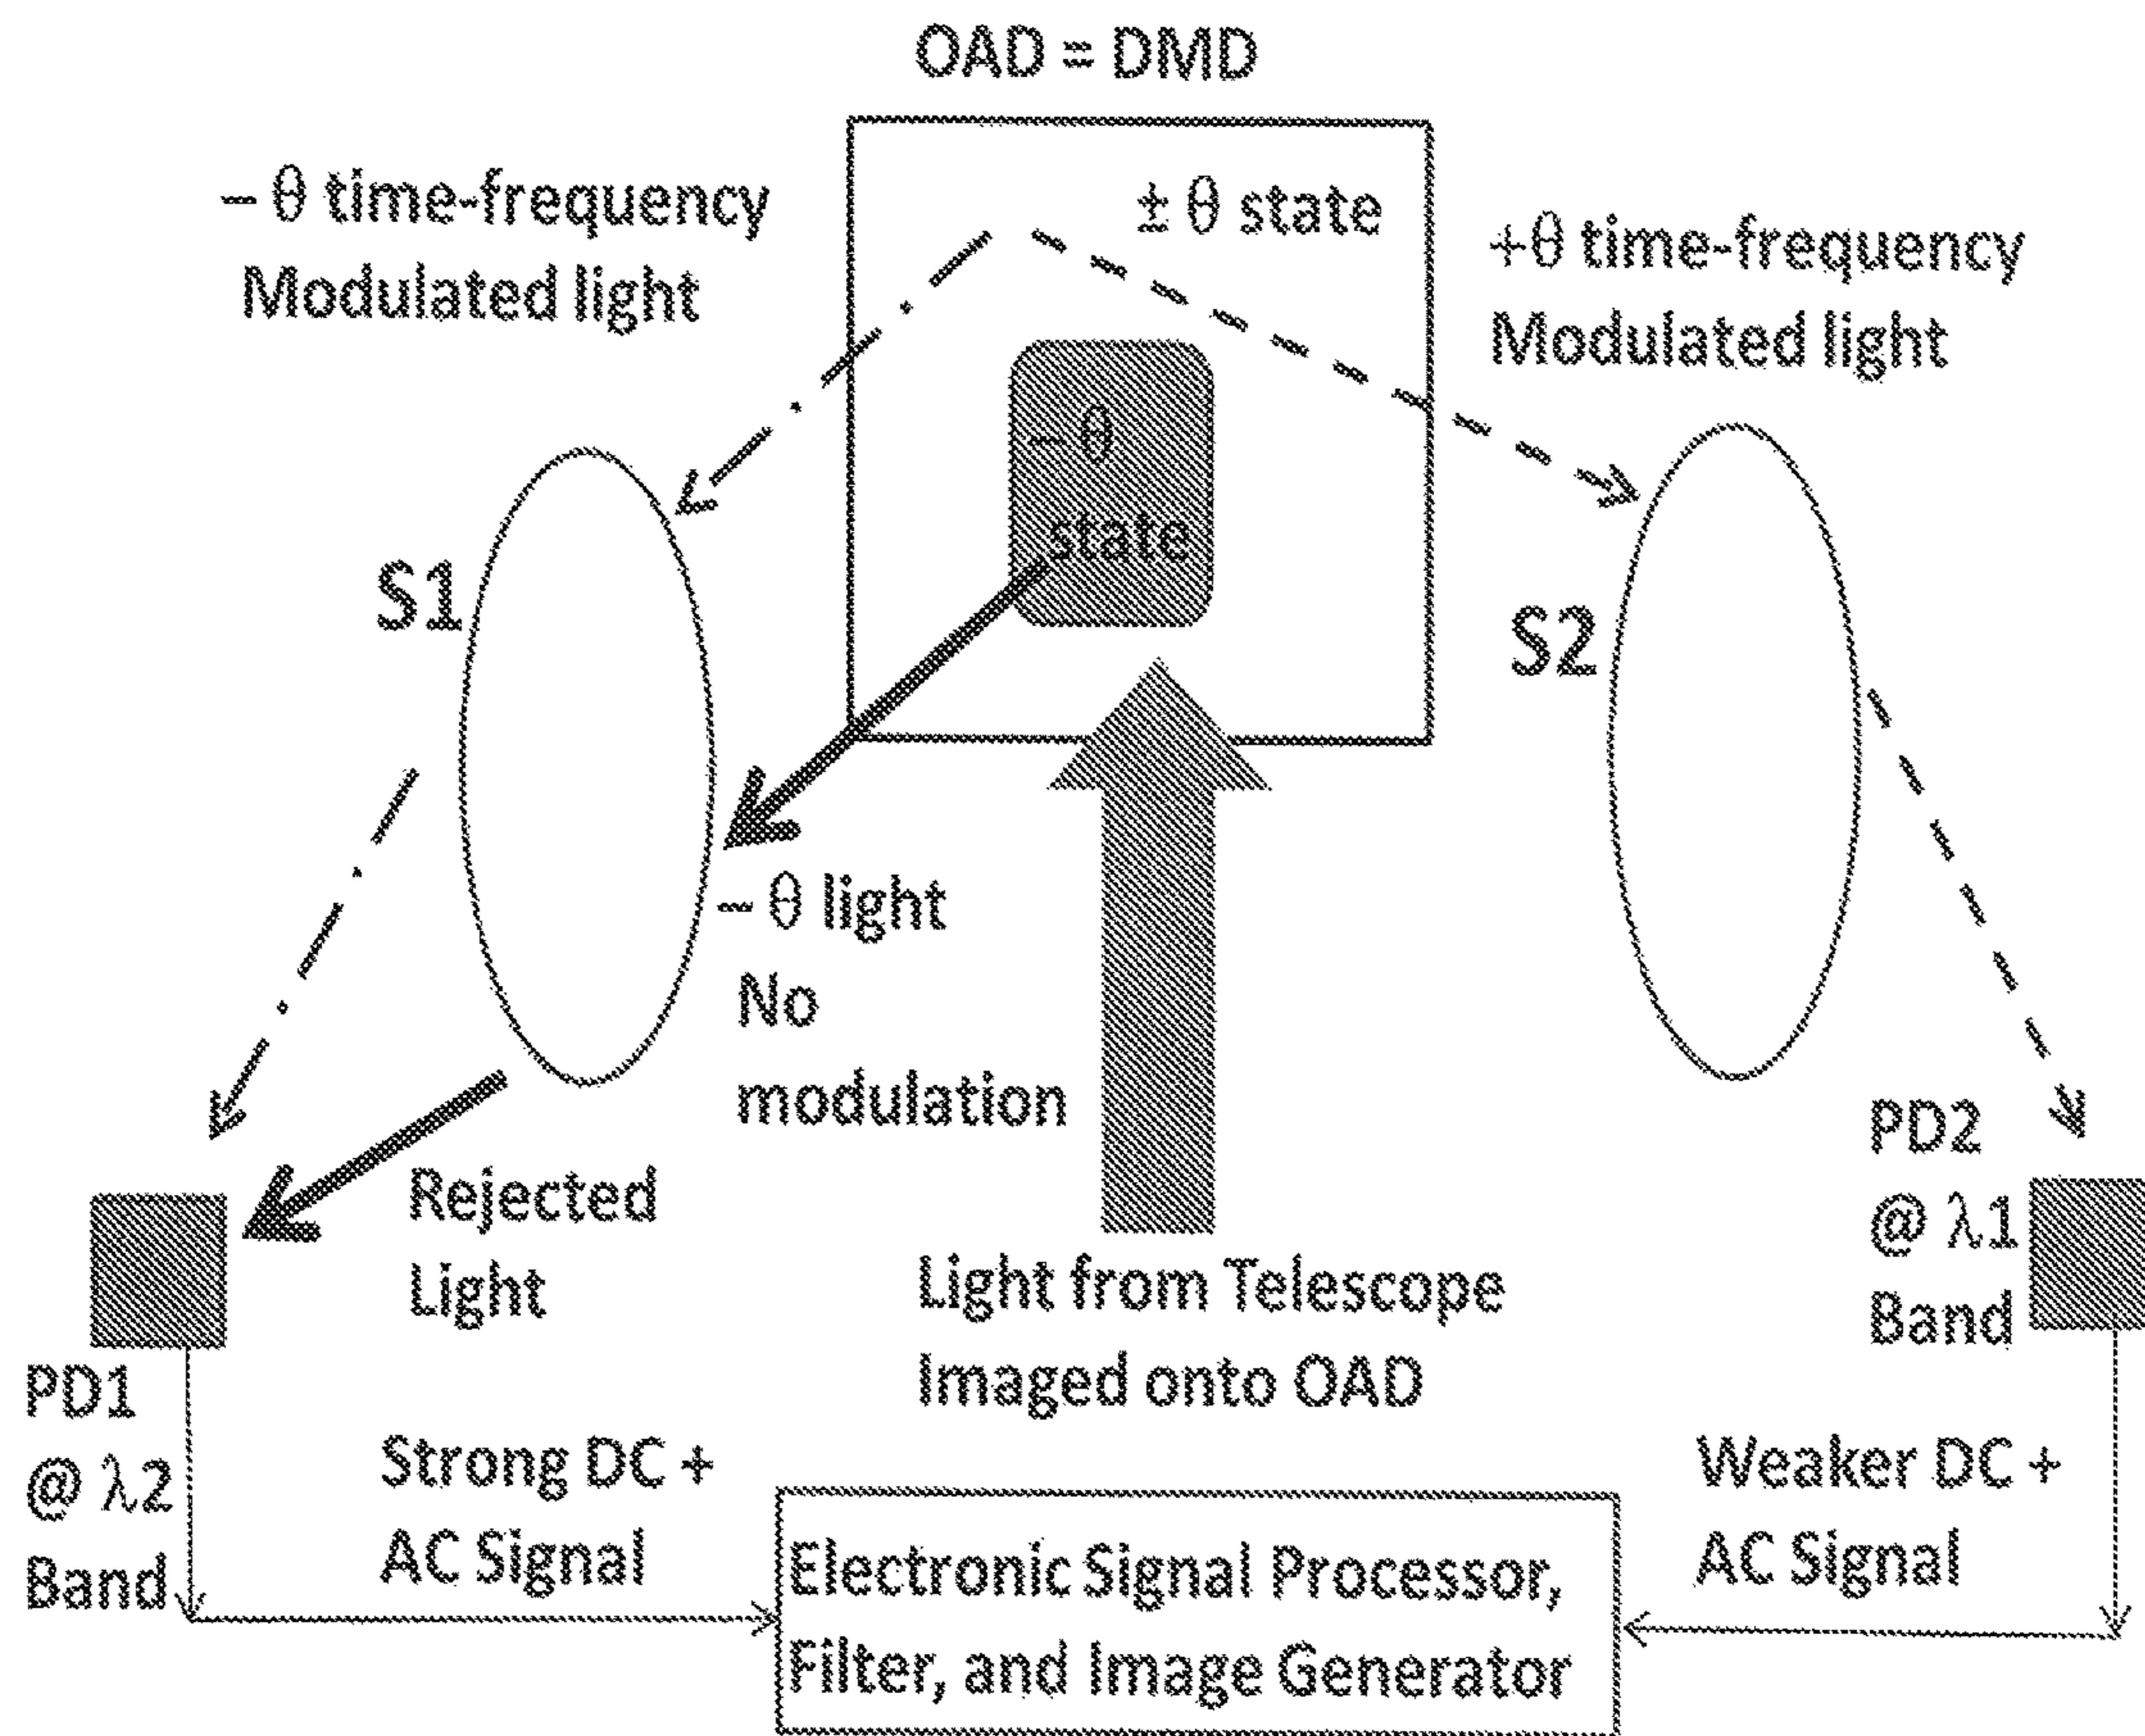 OAD = DMD
– θ time-frequency
Modulated light
± θ state
+θ time-frequency
Modulated light
– θ
state
S1
S2
– θ light
No
modulation
Rejected
Light
Light from Telescope
Imaged onto OAD
PD2
@ λ1
Band
PD1
@ λ2
Band
Strong DC +
AC Signal
Weaker DC +
AC Signal
Electronic Signal Processor,
Filter, and Image Generator